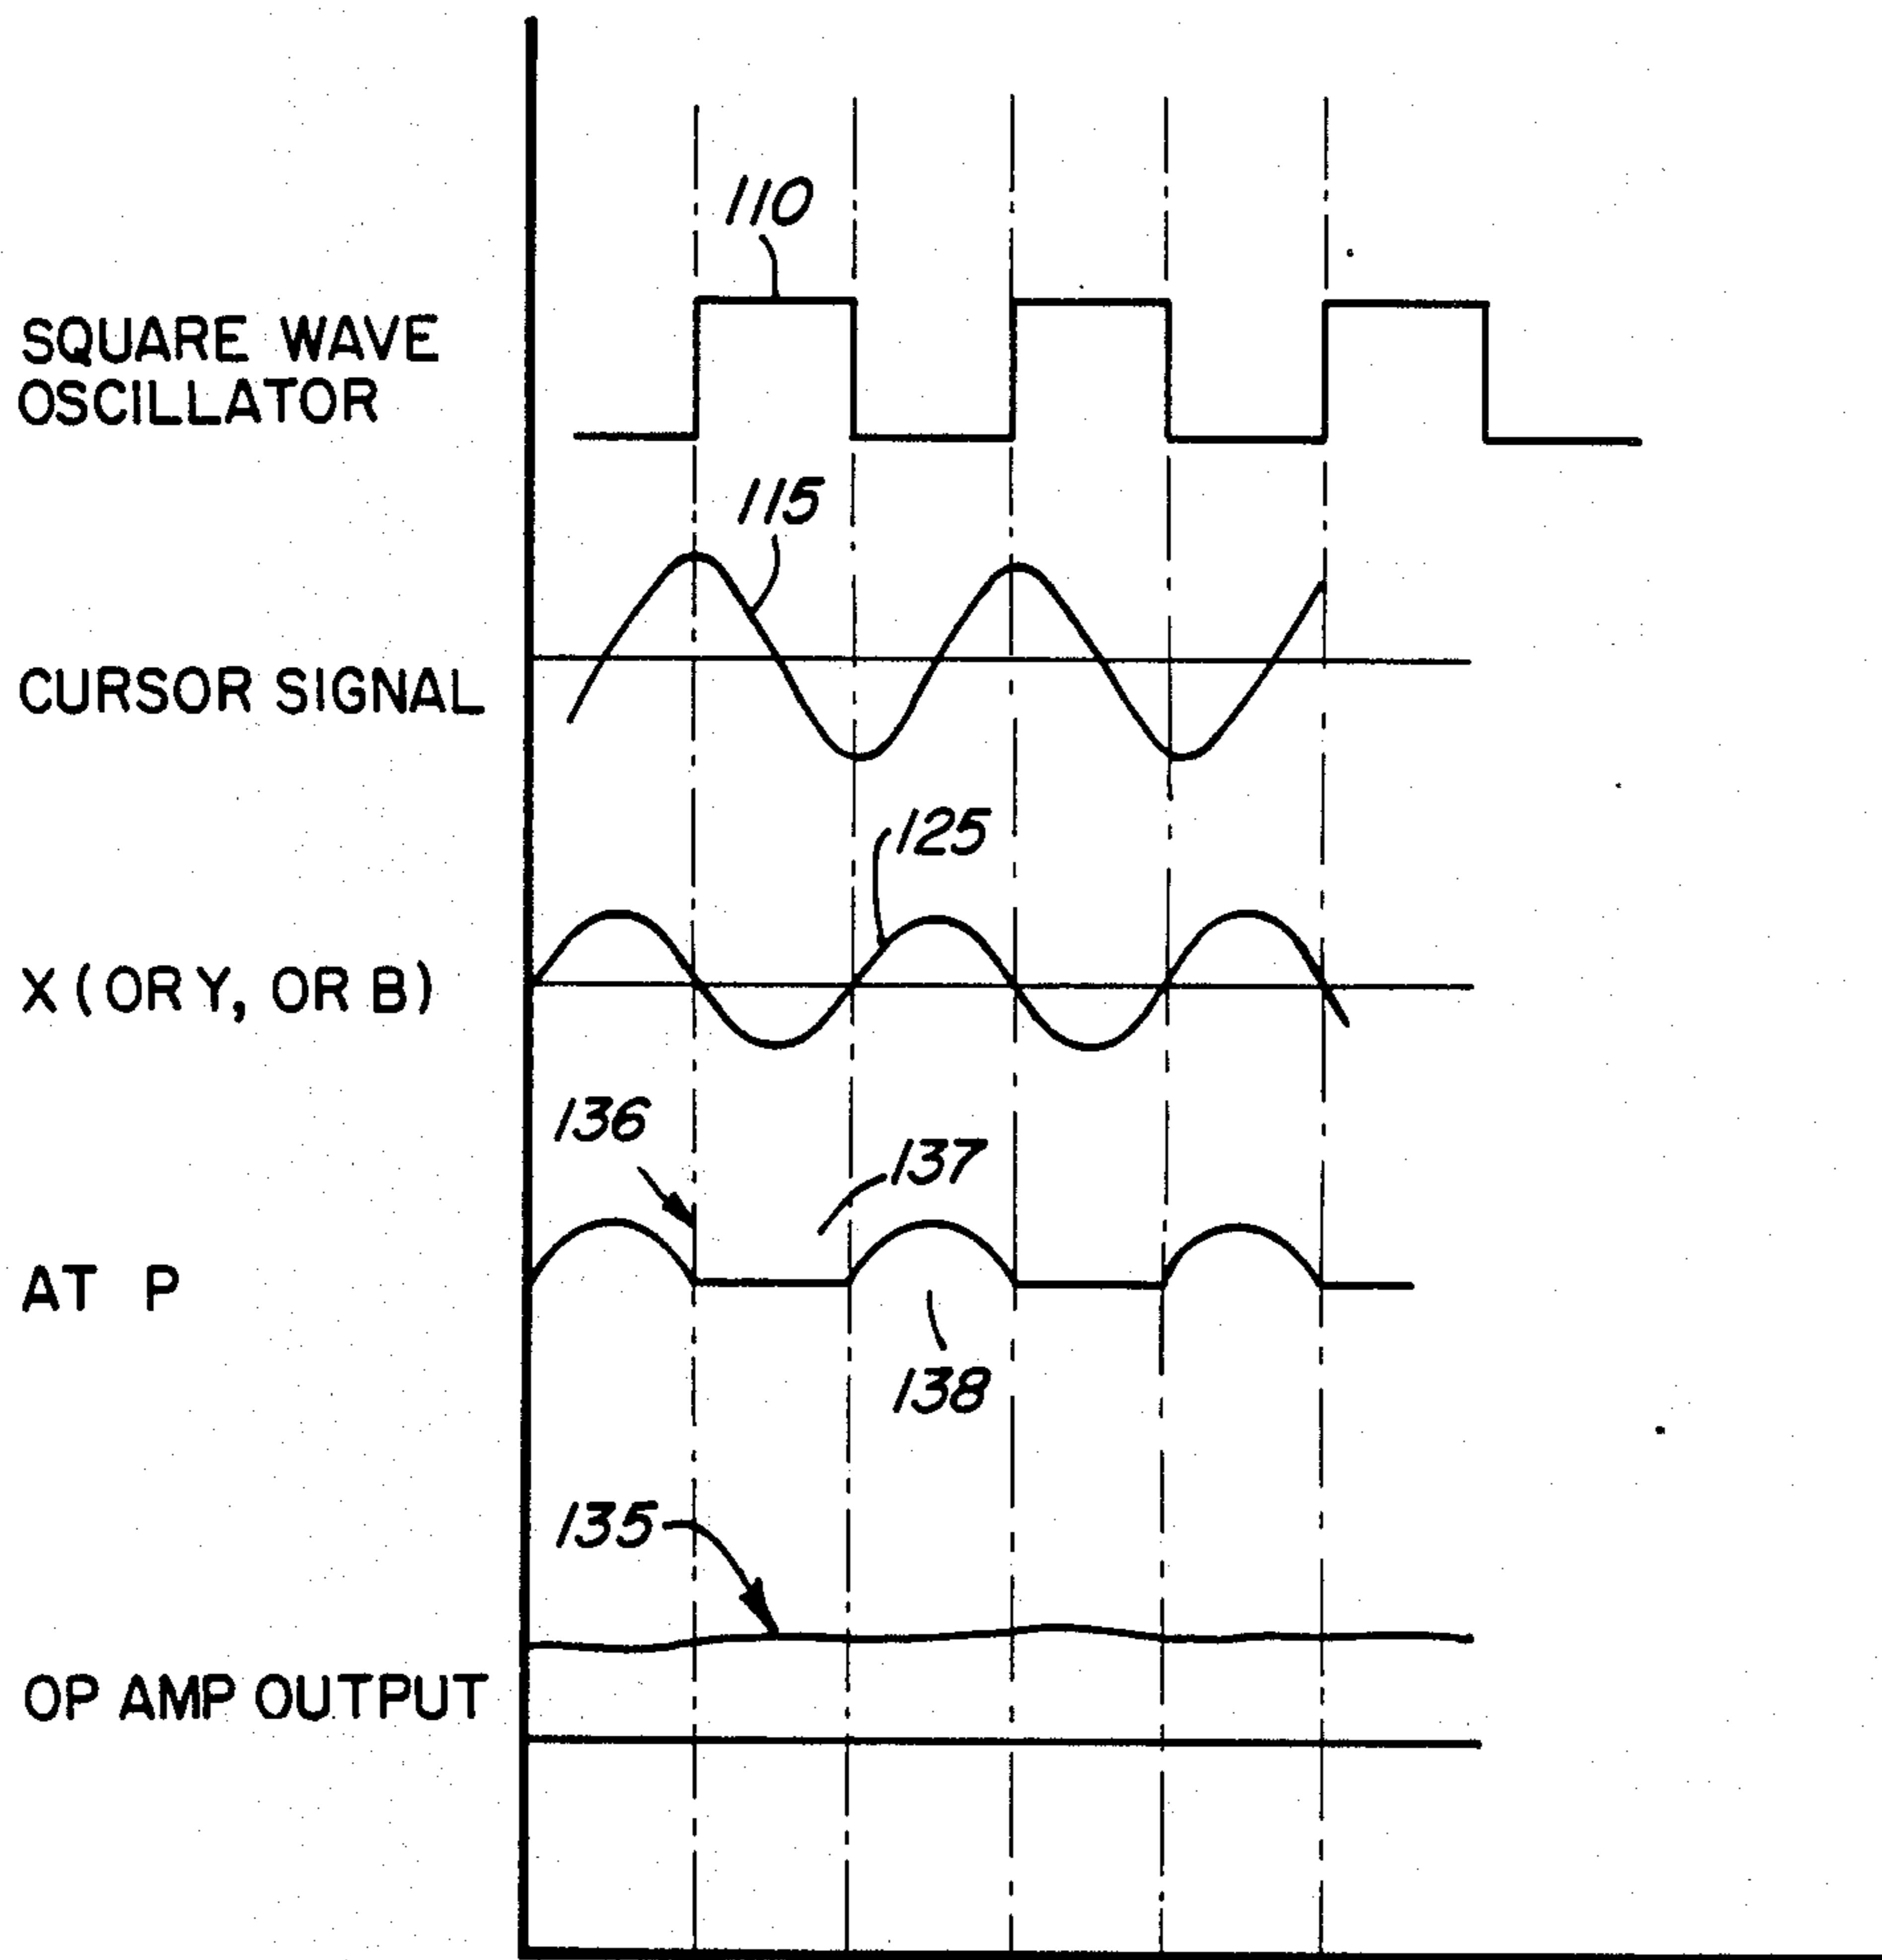 110
SQUARE WAVE
OSCILLATOR
115
CURSOR SIGNAL
125
X (OR Y, OR B)
136
137
AT P
138
135
OP AMP OUTPUT